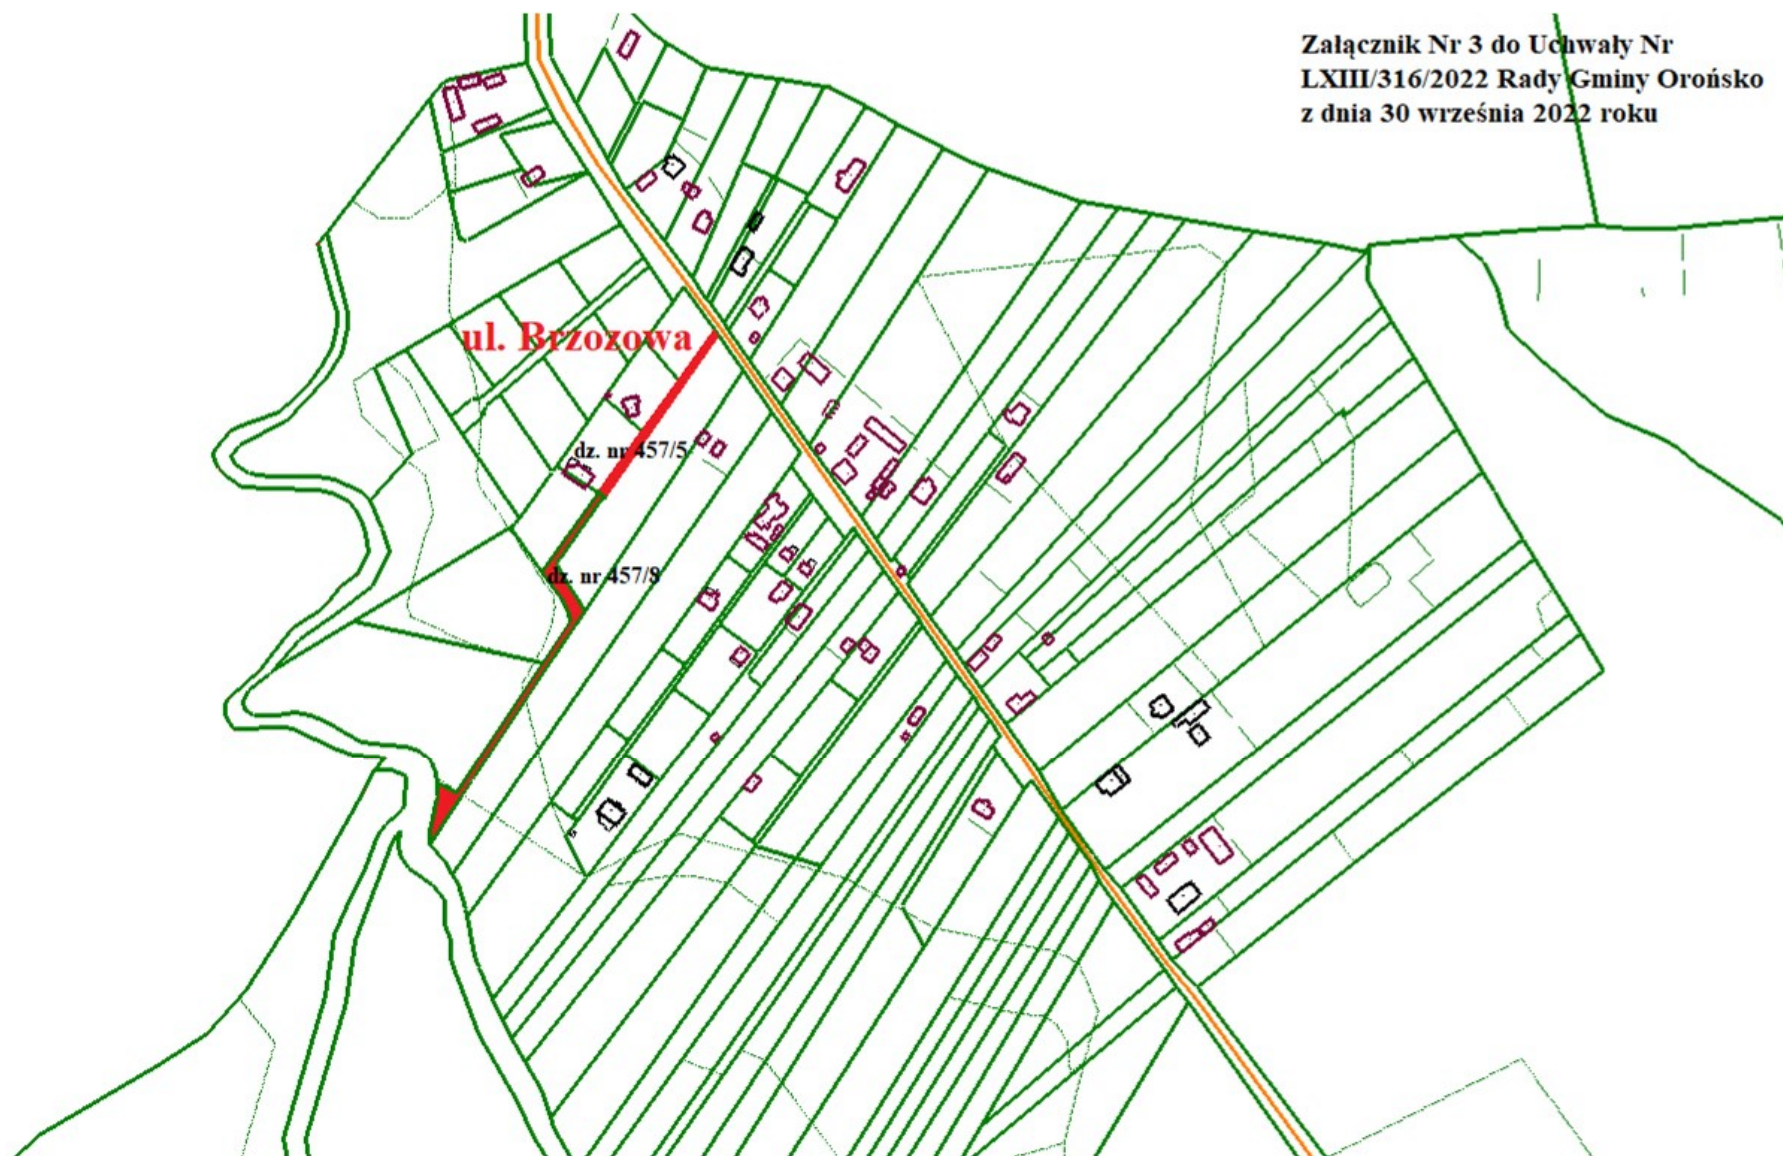 Załącznik Nr 3 do Uchwały Nr
LXIII/316/2022 Rady Gminy Orońsko
z dnia 30 września 2022 roku
ul. Brzozowa
dz. nr 457/5
dz. nr 457/8